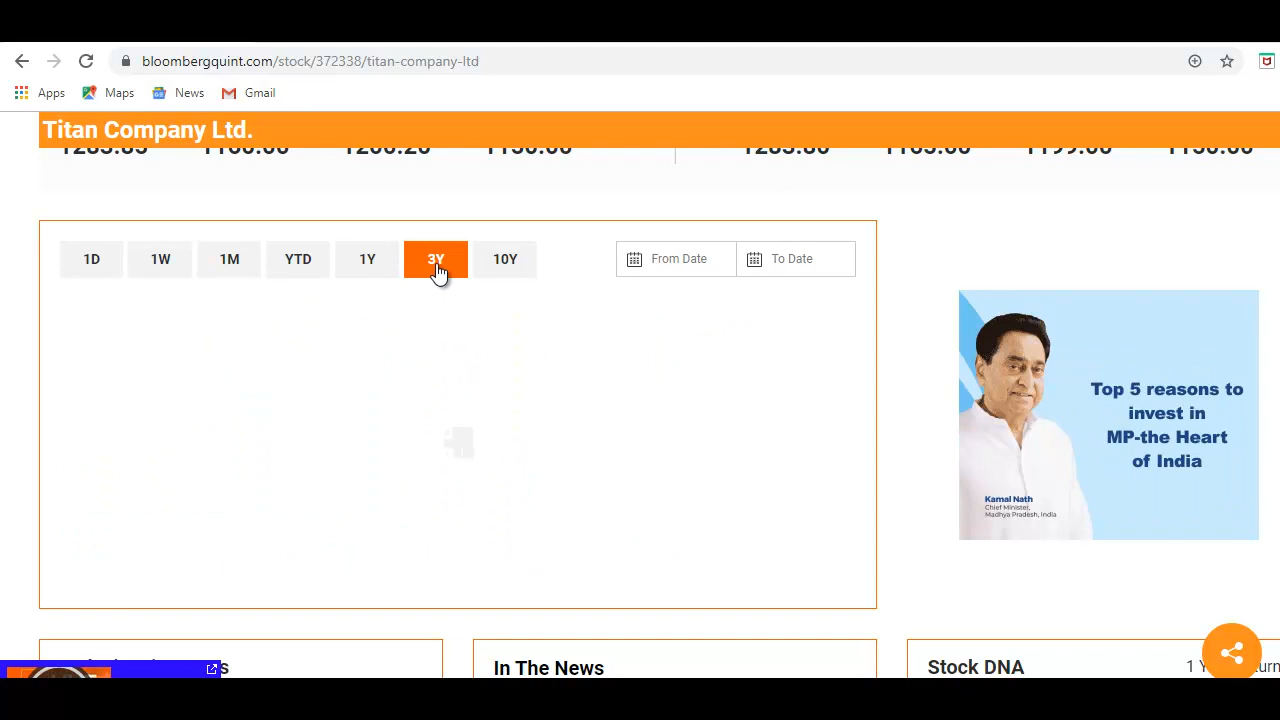 bloombergquint.com/stock/372338/titan-company-ltd
Apps Maps News Gmail
Titan Company Ltd.
1D 1W 1M YTD 1Y 3Y 10Y From Date To Date
Top 5 reasons to
invest in
MP-the Heart
of India
Kamal Nath
Chief Minister,
Madhya Pradesh, India
In The News
Stock DNA